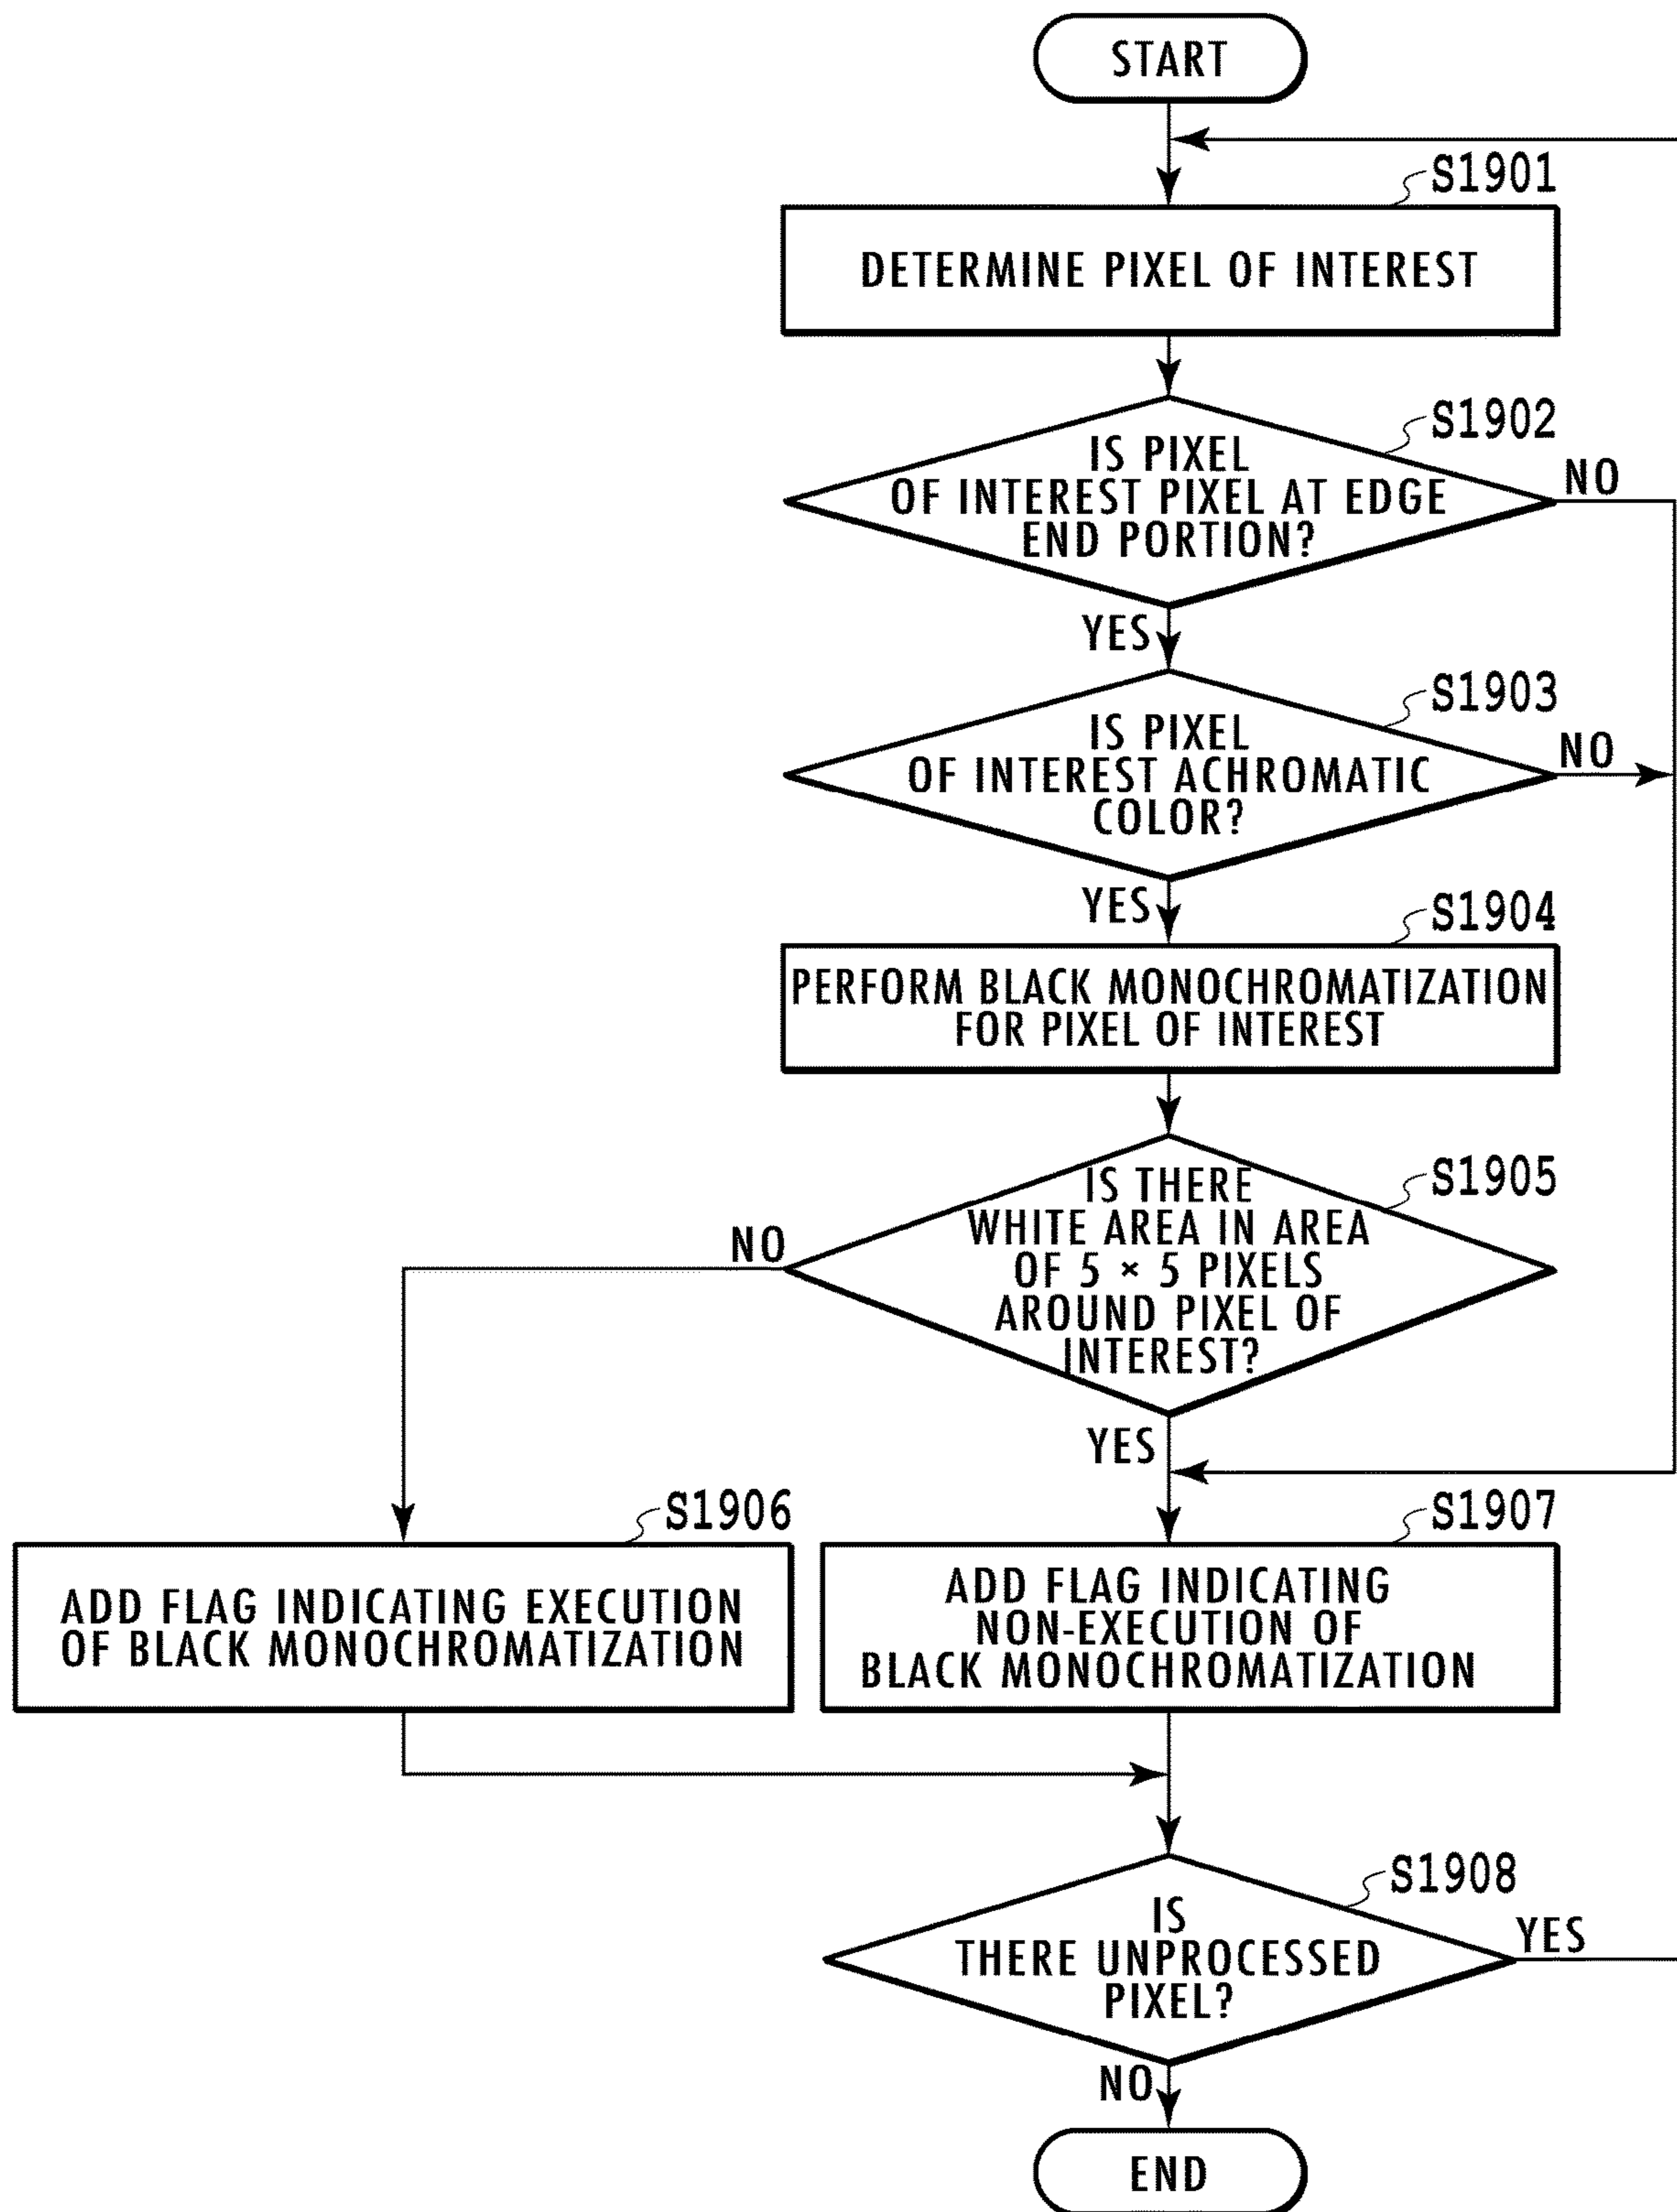 START
S1901
DETERMINE PIXEL OF INTEREST
S1902
IS PIXEL
OF INTEREST PIXEL AT EDGE
END PORTION?
NO
YES
S1903
IS PIXEL
OF INTEREST ACHROMATIC
COLOR?
NO
YES
S1904
PERFORM BLACK MONOCHROMATIZATION
FOR PIXEL OF INTEREST
S1905
IS THERE
WHITE AREA IN AREA
OF 5 × 5 PIXELS
AROUND PIXEL OF
INTEREST?
NO
YES
S1906
ADD FLAG INDICATING EXECUTION
OF BLACK MONOCHROMATIZATION
S1907
ADD FLAG INDICATING
NON-EXECUTION OF
BLACK MONOCHROMATIZATION
S1908
IS
THERE UNPROCESSED
PIXEL?
YES
NO
END